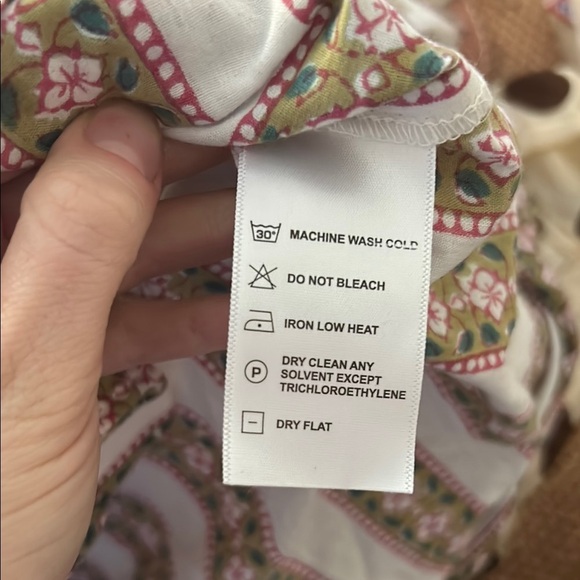 30° MACHINE WASH COLD
DO NOT BLEACH
IRON LOW HEAT
P DRY CLEAN ANY
SOLVENT EXCEPT
TRICHLOROETHYLENE
DRY FLAT